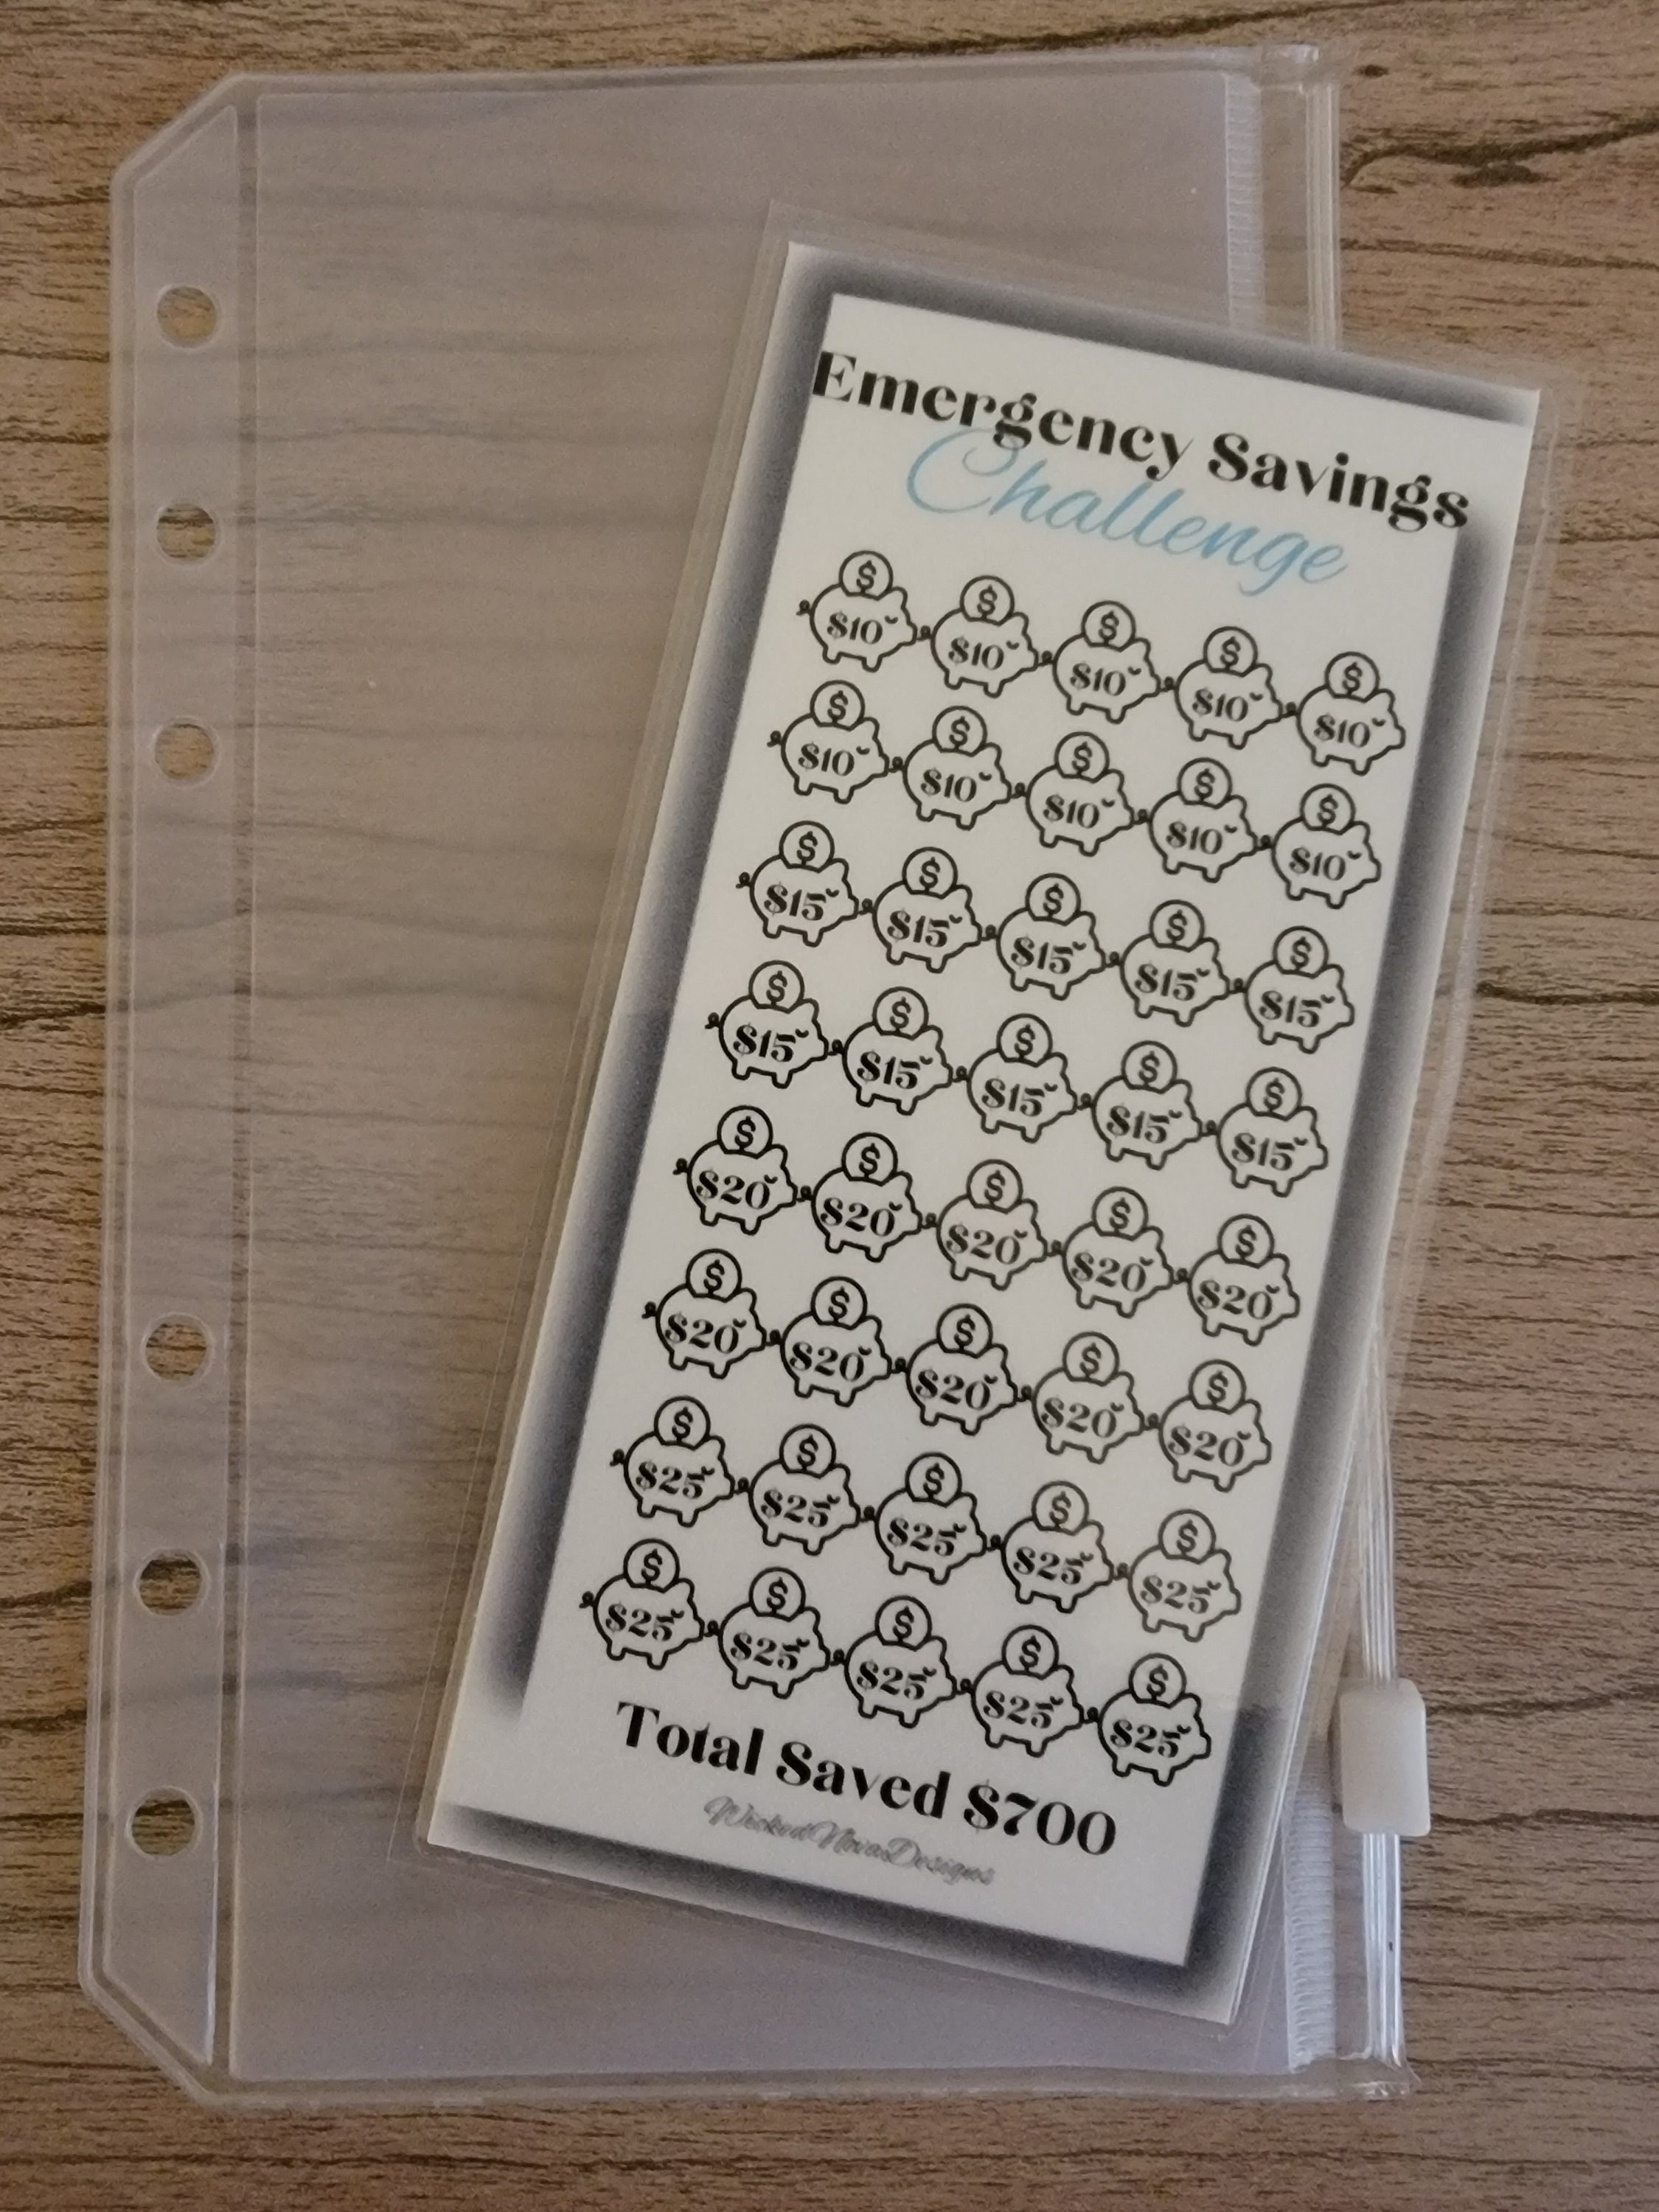 Emergency Savings
Challenge
$ $ $ $ $
$10 $10 $10 $10 $10
$ $ $ $ $
$10 $10 $10 $10 $10
$ $ $ $ $
$15 $15 $15 $15 $15
$ $ $ $ $
$15 $15 $15 $15 $15
$ $ $ $ $
$20 $20 $20 $20 $20
$ $ $ $ $
$20 $20 $20 $20 $20
$ $ $ $ $
$25 $25 $25 $25 $25
$ $ $ $ $
$25 $25 $25 $25 $25
Total Saved $700
WickedNovaDesigns